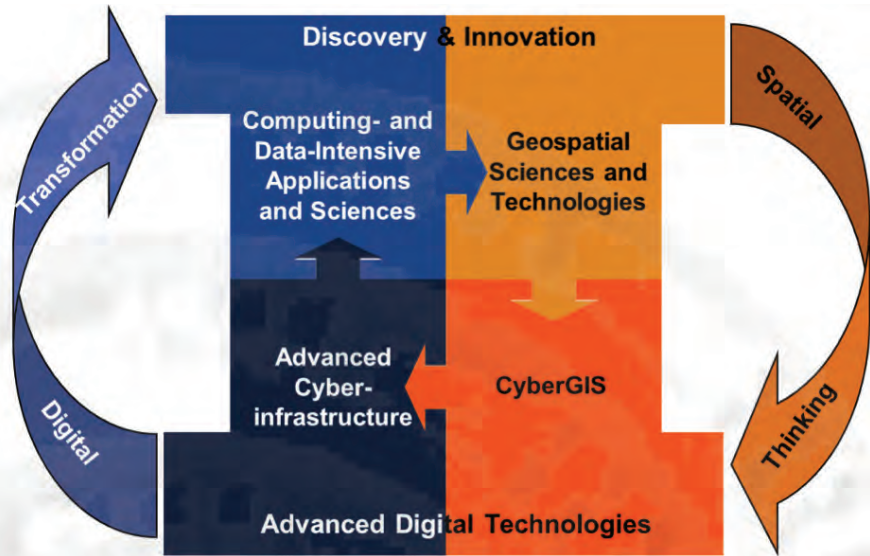 Discovery & Innovation
Computing- and
Data-Intensive
Applications
and Sciences
Geospatial
Sciences and
Technologies
Advanced
Cyber-
infrastructure
CyberGIS
Advanced Digital Technologies
Digital
Transformation
Spatial
Thinking